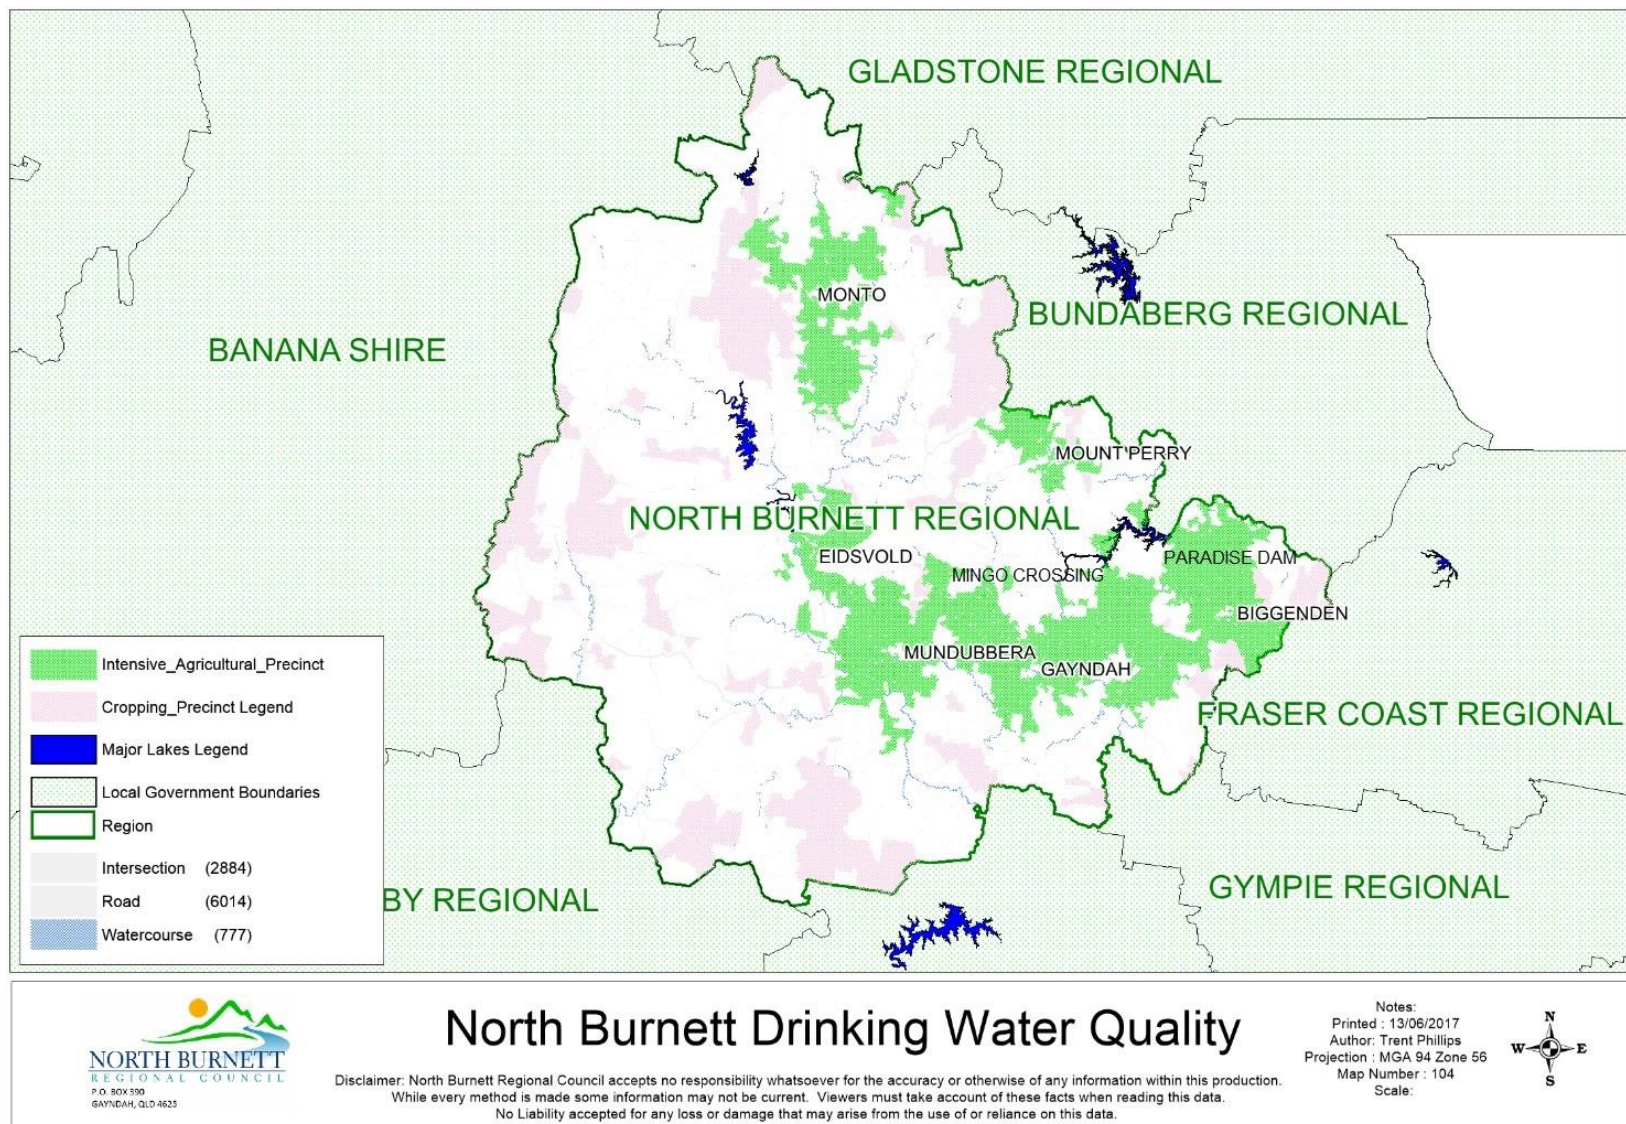 GLADSTONE REGIONAL
MONTO
BUNDABERG REGIONAL
BANANA SHIRE
MOUNT PERRY
NORTH BURNETT REGIONAL
EIDSVOLD
PARADISE DAM
MINGO CROSSING
BIGGENDEN
MUNDUBBERA
GAYNDAH
FRASER COAST REGIONAL
BY REGIONAL
GYMPIE REGIONAL
Intensive_Agricultural_Precinct
Cropping_Precinct Legend
Major Lakes Legend
Local Government Boundaries
Region
Intersection (2884)
Road (6014)
Watercourse (777)
NORTH BURNETT
REGIONAL COUNCIL
P.O. BOX 390
GAYNDAH, QLD 4625
North Burnett Drinking Water Quality
Disclaimer: North Burnett Regional Council accepts no responsibility whatsoever for the accuracy or otherwise of any information within this production.
While every method is made some information may not be current. Viewers must take account of these facts when reading this data.
No Liability accepted for any loss or damage that may arise from the use of or reliance on this data.
Notes:
Printed : 13/06/2017
Author: Trent Phillips
Projection : MGA 94 Zone 56
Map Number : 104
Scale:
N
W E
S